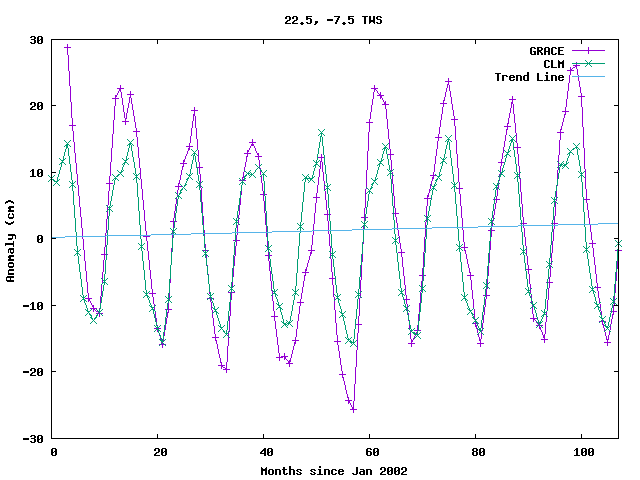 22.5, -7.5 TWS
GRACE
CLM
Trend Line
30
20
10
0
-10
-20
-30
Anomaly (cm)
0 20 40 60 80 100
Months since Jan 2002